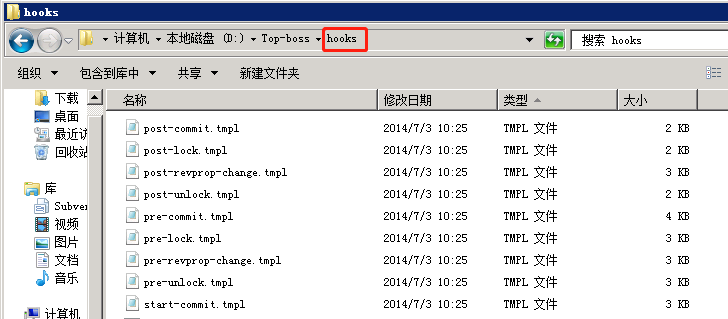 hooks
计算机 本地磁盘 (D:) Top-boss hooks 搜索 hooks
组织 包含到库中 共享 新建文件夹
名称 修改日期 类型 大小
下载
桌面
最近访
回收站
库
Subver
视频
图片
文档
音乐
计算机
post-commit.tmpl 2014/7/3 10:25 TMPL 文件 2 KB
post-lock.tmpl 2014/7/3 10:25 TMPL 文件 2 KB
post-revprop-change.tmpl 2014/7/3 10:25 TMPL 文件 3 KB
post-unlock.tmpl 2014/7/3 10:25 TMPL 文件 2 KB
pre-commit.tmpl 2014/7/3 10:25 TMPL 文件 4 KB
pre-lock.tmpl 2014/7/3 10:25 TMPL 文件 3 KB
pre-revprop-change.tmpl 2014/7/3 10:25 TMPL 文件 3 KB
pre-unlock.tmpl 2014/7/3 10:25 TMPL 文件 3 KB
start-commit.tmpl 2014/7/3 10:25 TMPL 文件 3 KB